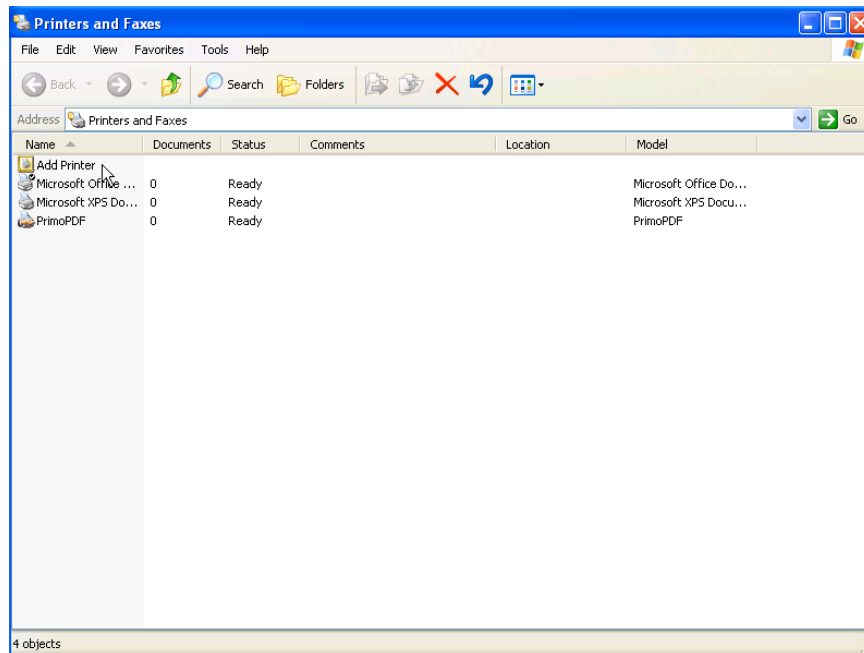 Printers and Faxes
File Edit View Favorites Tools Help
Back Search Folders
Address Printers and Faxes Go
Name Documents Status Comments Location Model
Add Printer
Microsoft Office ... 0 Ready Microsoft Office Do...
Microsoft XPS Do... 0 Ready Microsoft XPS Docu...
PrimoPDF 0 Ready PrimoPDF
4 objects